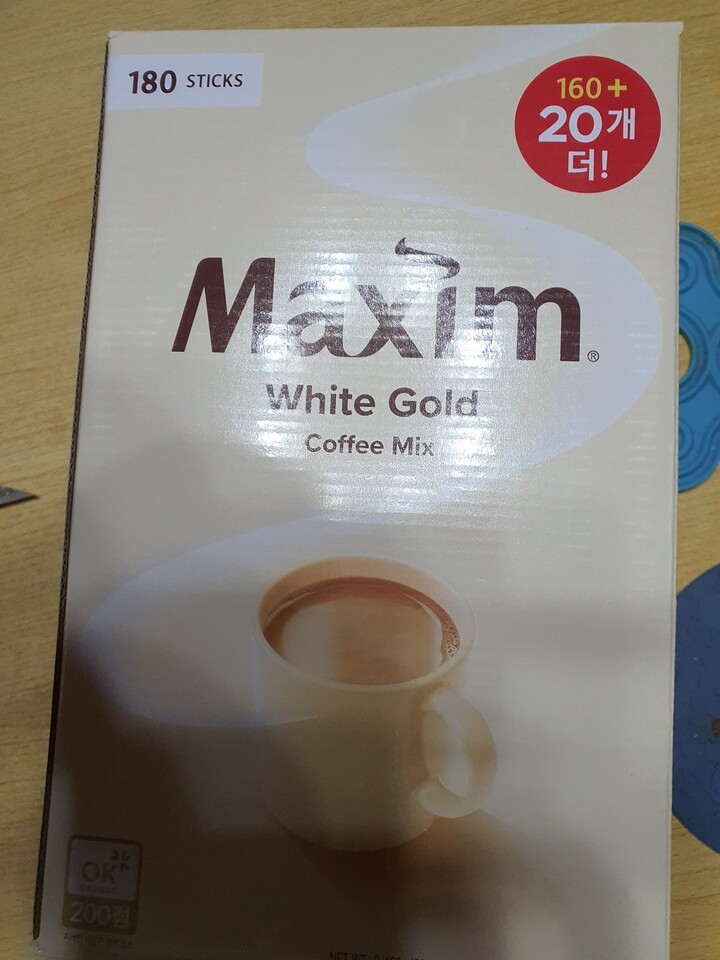 180 STICKS
160+
20개
더!
Maxim®
White Gold
Coffee Mix
OK
200점